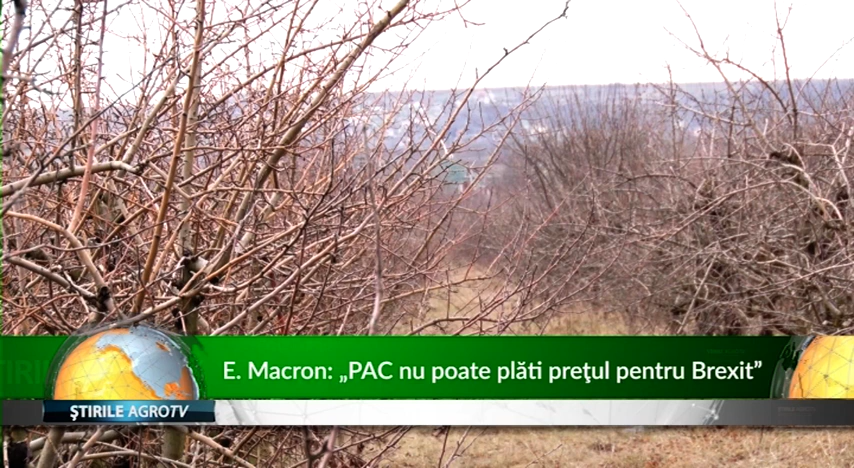 E. Macron: „PAC nu poate plăti preţul pentru Brexit”
ŞTIRILE AGROTV